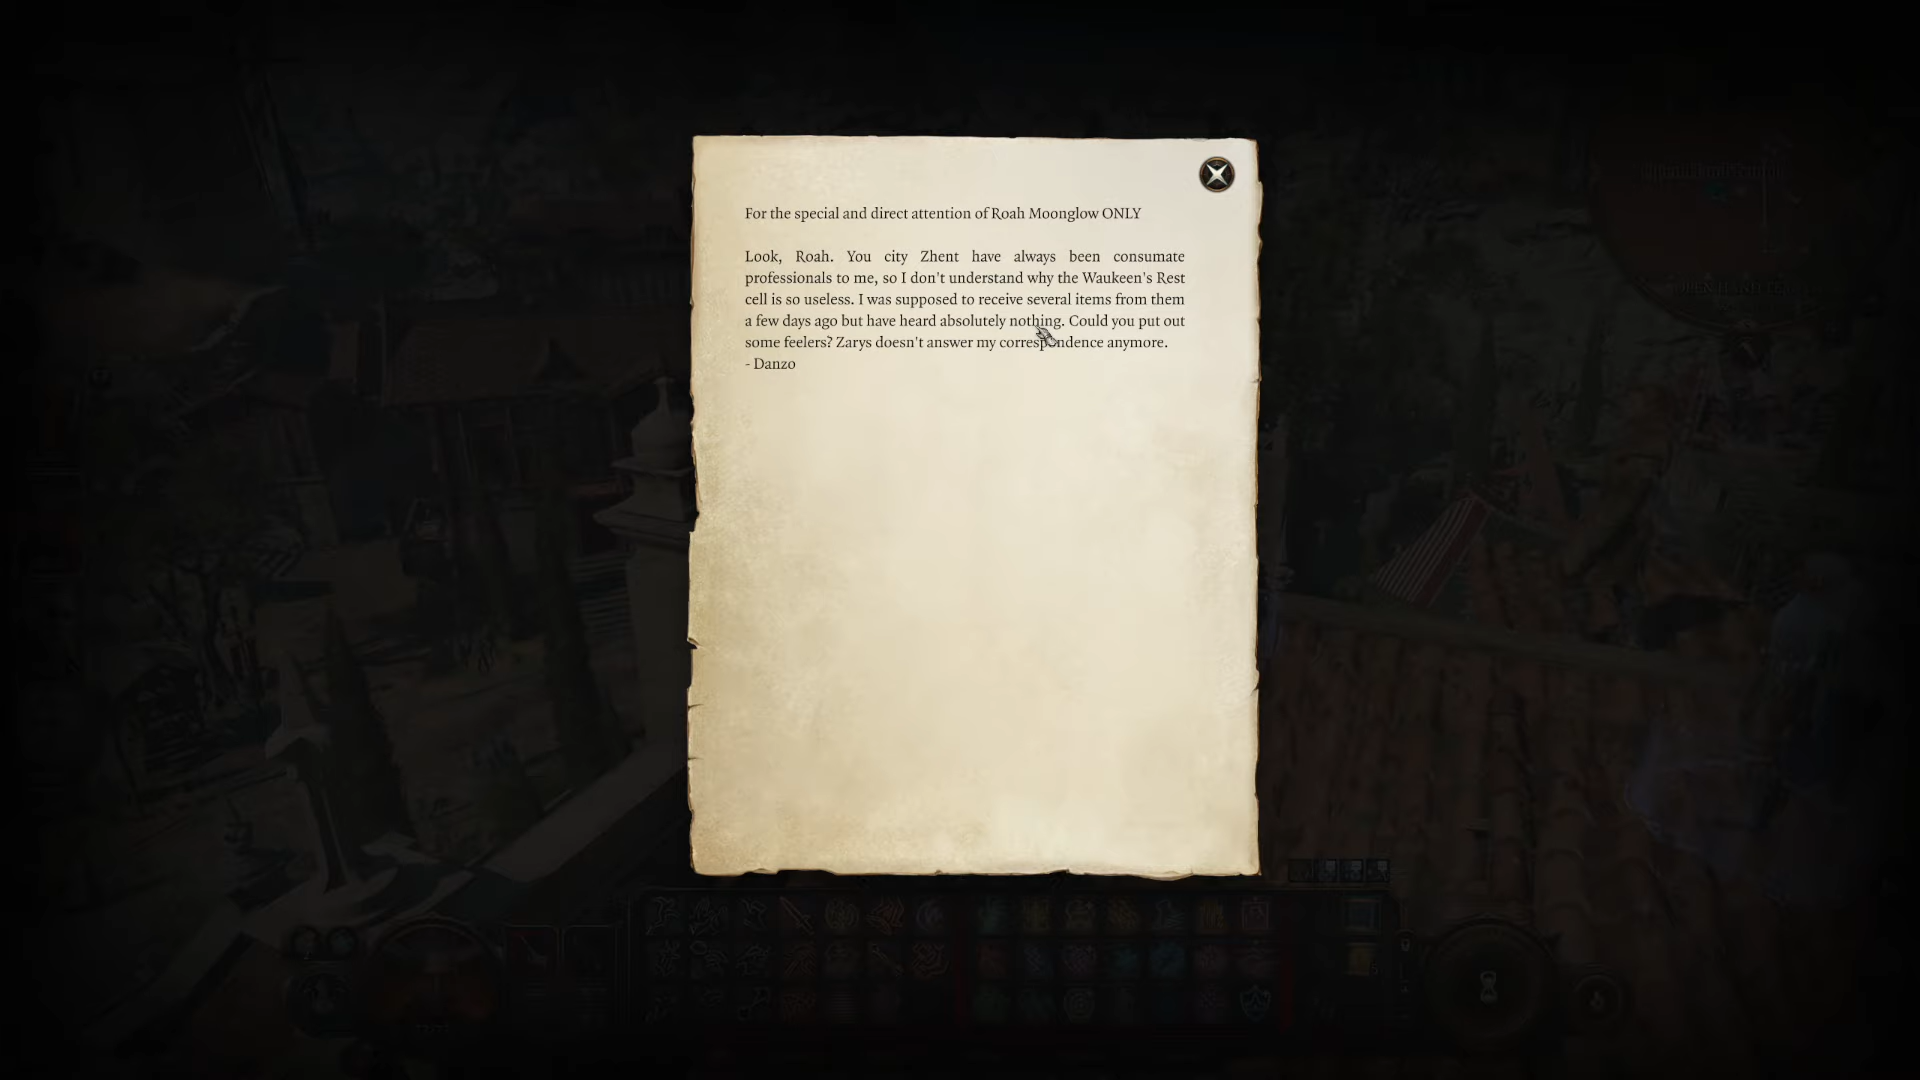 For the special and direct attention of Roah Moonglow ONLY
Look, Roah. You city Zhent have always been consumate
professionals to me, so I don't understand why the Waukeen's Rest
cell is so useless. I was supposed to receive several items from them
a few days ago but have heard absolutely nothing. Could you put out
some feelers? Zarys doesn't answer my correspondence anymore.
- Danzo